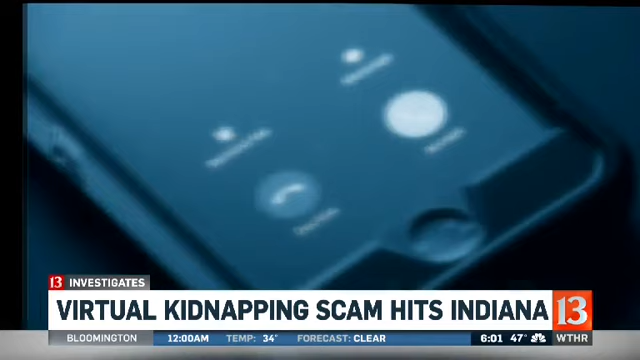 13 INVESTIGATES
VIRTUAL KIDNAPPING SCAM HITS INDIANA 13
BLOOMINGTON 12:00AM TEMP: 34° FORECAST: CLEAR 6:01 47° WTHR